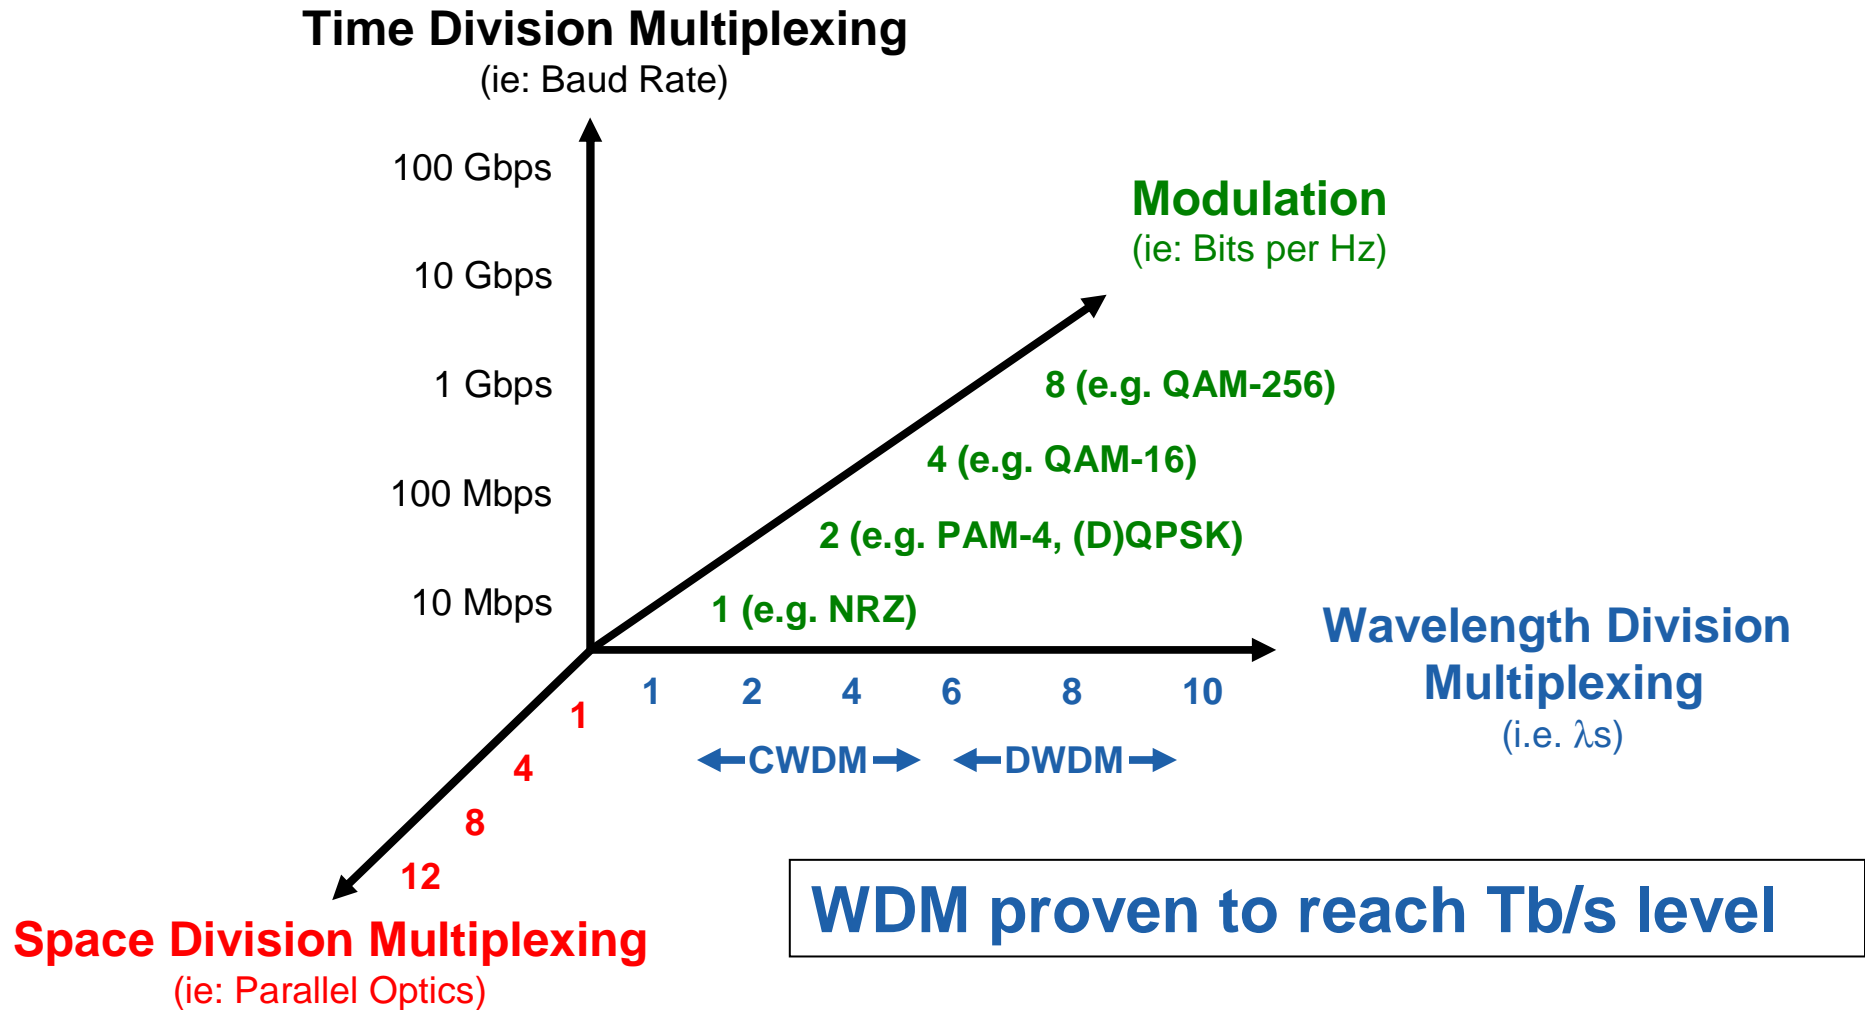 Time Division Multiplexing
(ie: Baud Rate)
100 Gbps
10 Gbps
1 Gbps
100 Mbps
10 Mbps
Modulation
(ie: Bits per Hz)
8 (e.g. QAM-256)
4 (e.g. QAM-16)
2 (e.g. PAM-4, (D)QPSK)
1 (e.g. NRZ)
Wavelength Division
Multiplexing
(i.e. λs)
1 2 4 6 8 10
CWDM DWDM
1
4
8
12
Space Division Multiplexing
(ie: Parallel Optics)
WDM proven to reach Tb/s level